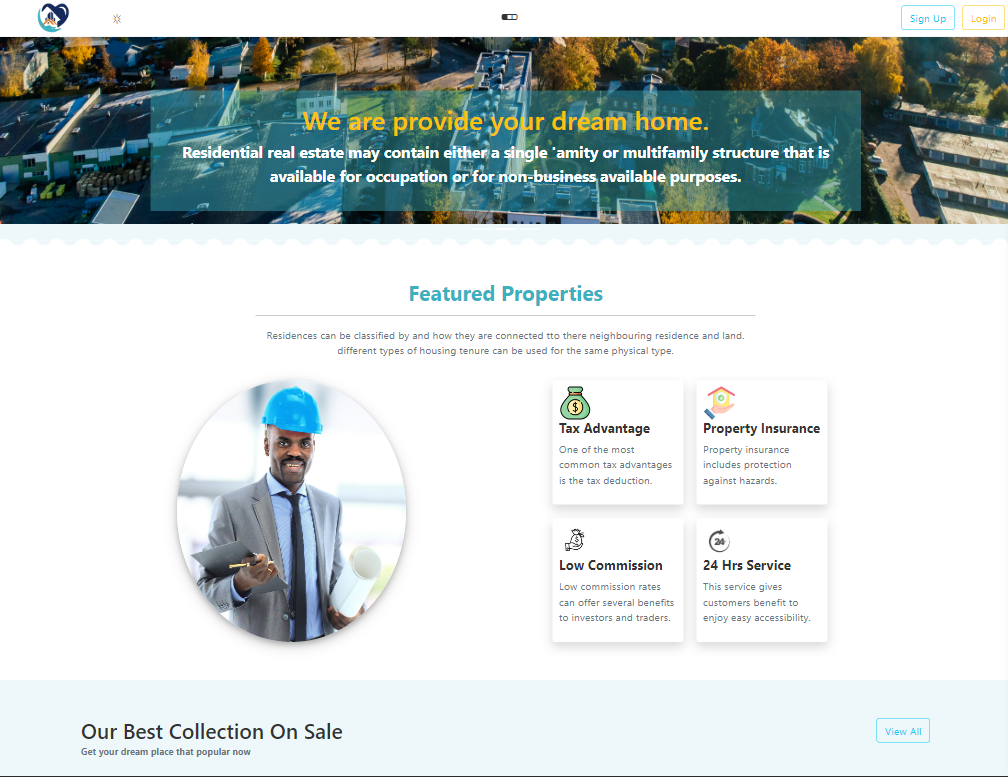 Sign Up
Login
We are provide your dream home.
Residential real estate may contain either a single 'amity or multifamily structure that is
available for occupation or for non-business available purposes.
Featured Properties
Residences can be classified by and how they are connected tto there neighbouring residence and land.
different types of housing tenure can be used for the same physical type.
Tax Advantage
One of the most
common tax advantages
is the tax deduction.
Property Insurance
Property insurance
includes protection
against hazards.
Low Commission
Low commission rates
can offer several benefits
to investors and traders.
24
24 Hrs Service
This service gives
customers benefit to
enjoy easy accessibility.
Our Best Collection On Sale
Get your dream place that popular now
View All